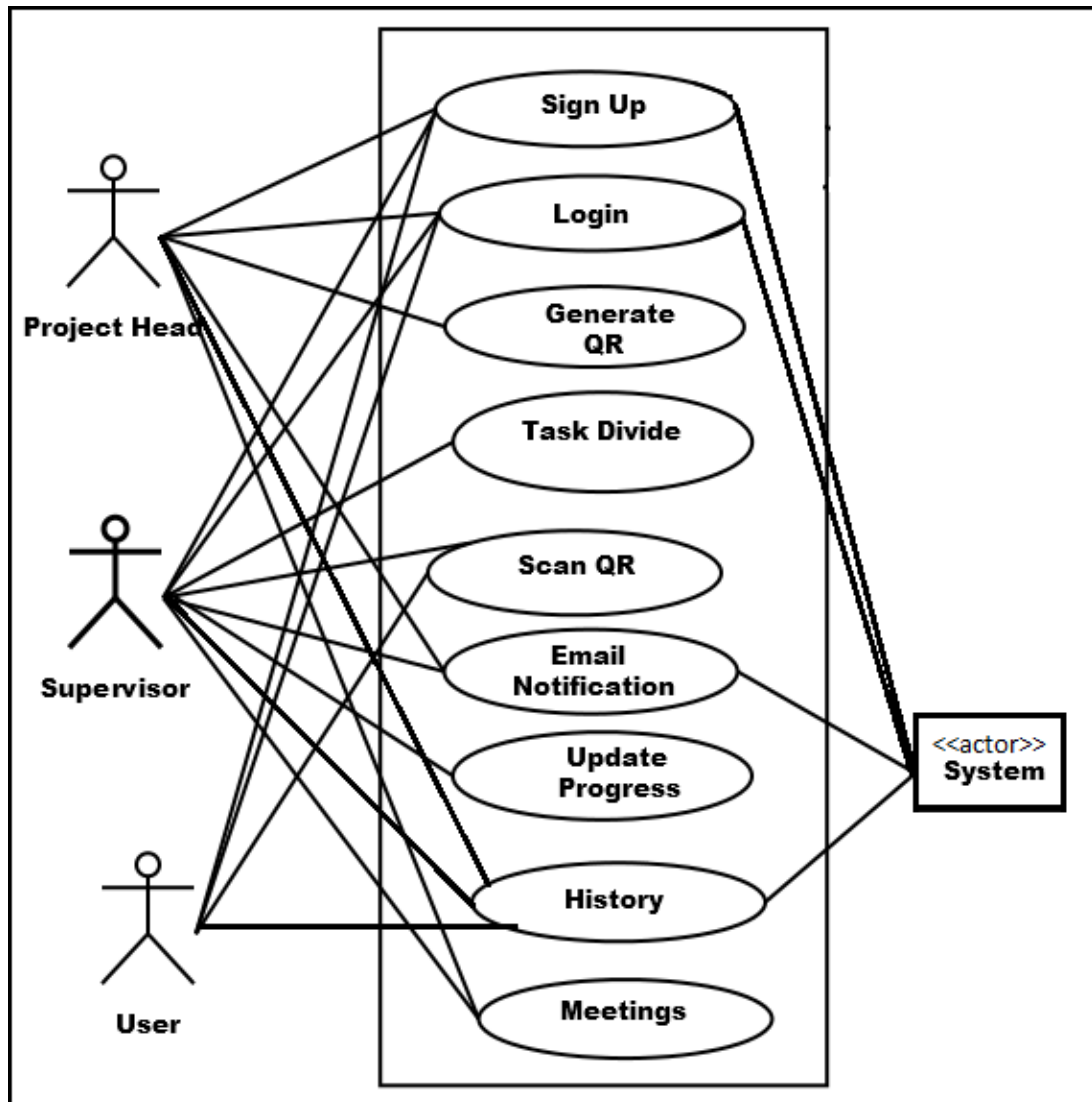 Sign Up
Login
Generate
QR
Project Head
Task Divide
Scan QR
Email
Notification
Supervisor
<<actor>>
System
Update
Progress
History
Meetings
User